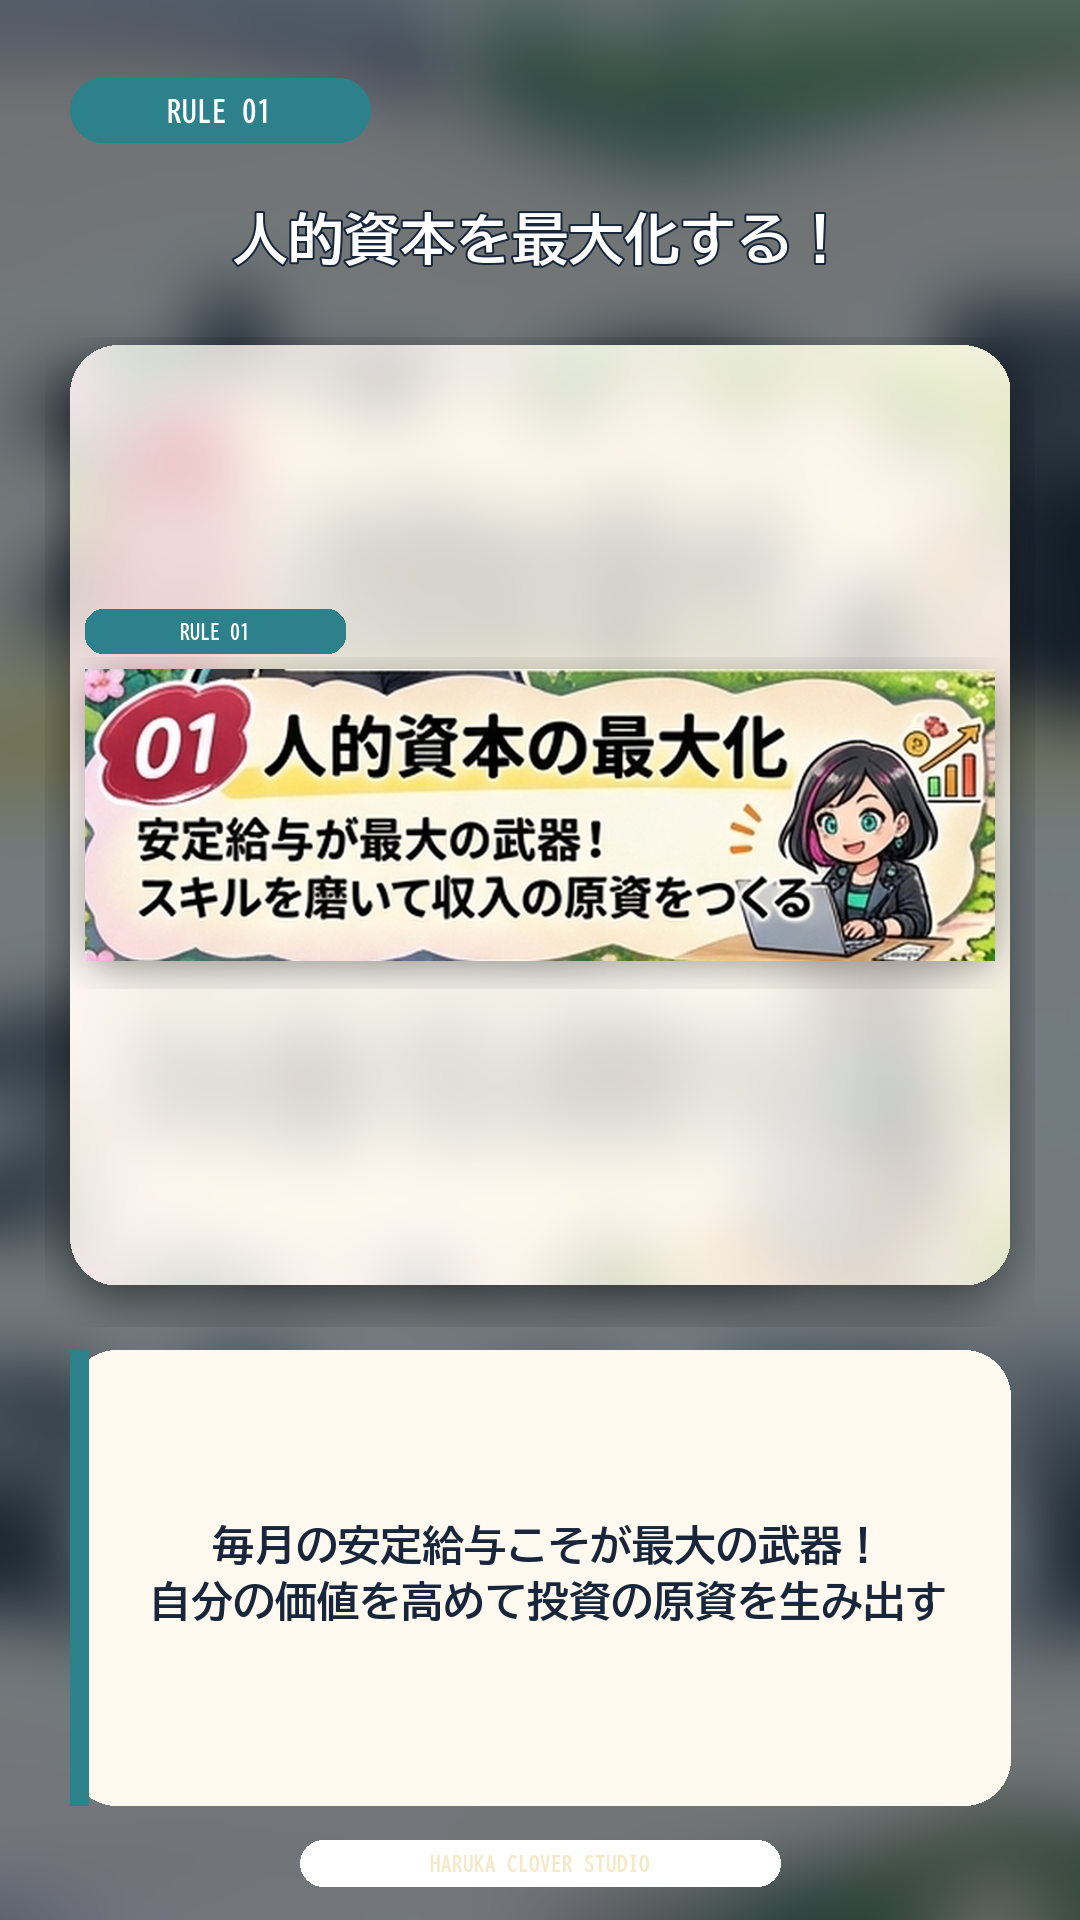 RULE 01
人的資本を最大化する！
RULE 01
01 人的資本の最大化
安定給与が最大の武器！
スキルを磨いて収入の原資をつくる
毎月の安定給与こそが最大の武器！
自分の価値を高めて投資の原資を生み出す
HARUKA CLOVER STUDIO